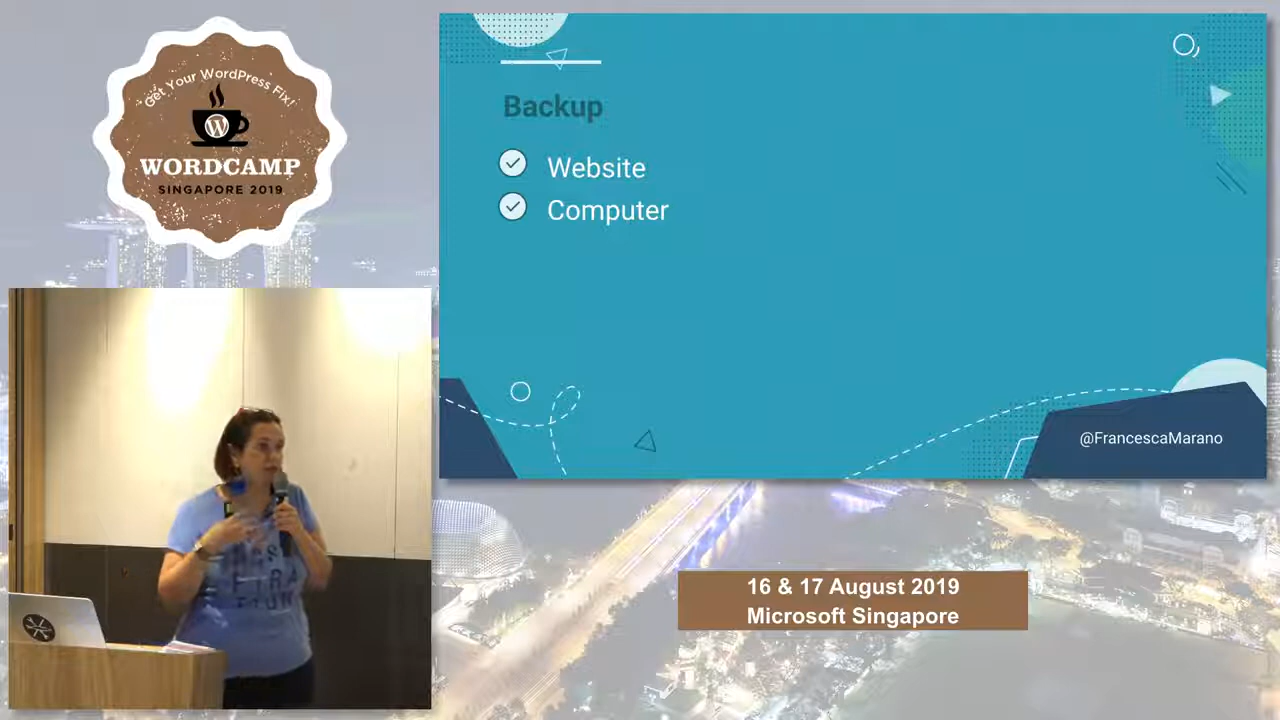 Get Your WordPress Fix!
WORDCAMP
SINGAPORE 2019
Backup
Website
Computer
@FrancescaMarano
16 & 17 August 2019
Microsoft Singapore